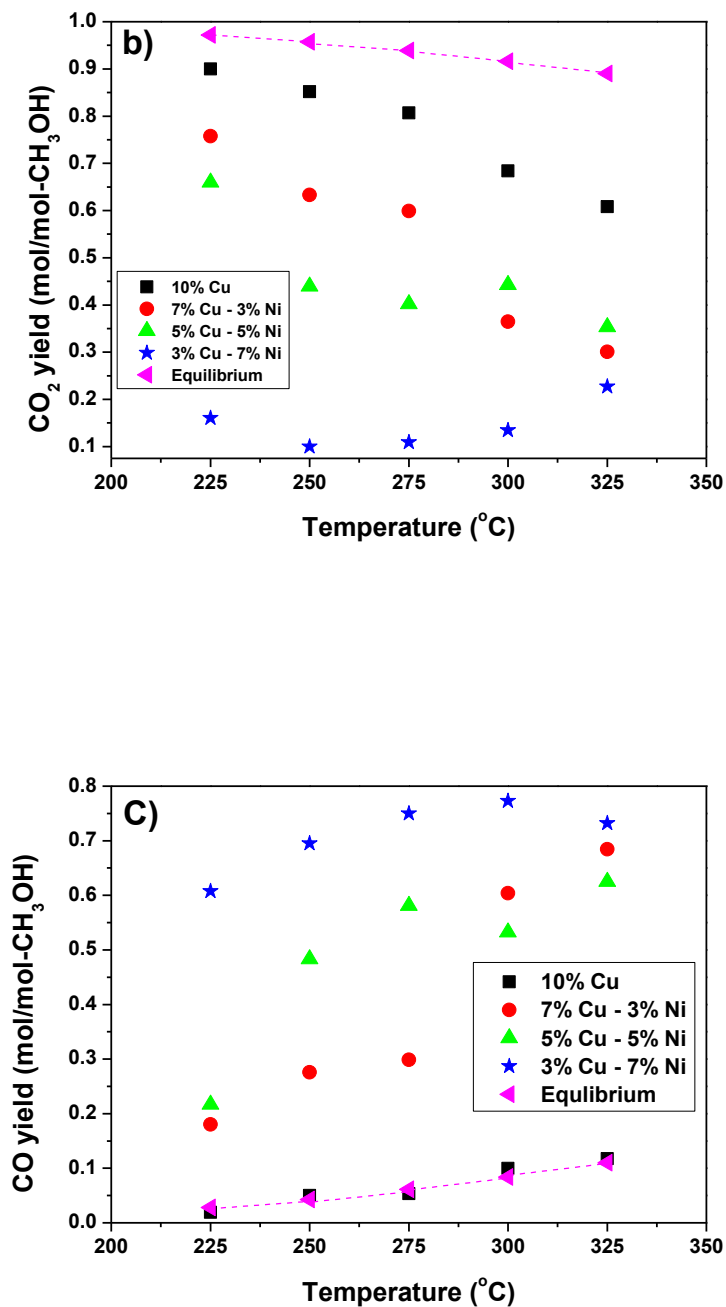 b)
1.0
0.9
0.8
0.7
0.6
0.5
0.4
0.3
0.2
0.1
CO2 yield (mol/mol-CH3OH)
10% Cu
7% Cu - 3% Ni
5% Cu - 5% Ni
3% Cu - 7% Ni
Equilibrium
200 225 250 275 300 325 350
Temperature (oC)
C)
0.8
0.7
0.6
0.5
0.4
0.3
0.2
0.1
0.0
CO yield (mol/mol-CH3OH)
10% Cu
7% Cu - 3% Ni
5% Cu - 5% Ni
3% Cu - 7% Ni
Equlibrium
200 225 250 275 300 325 350
Temperature (oC)